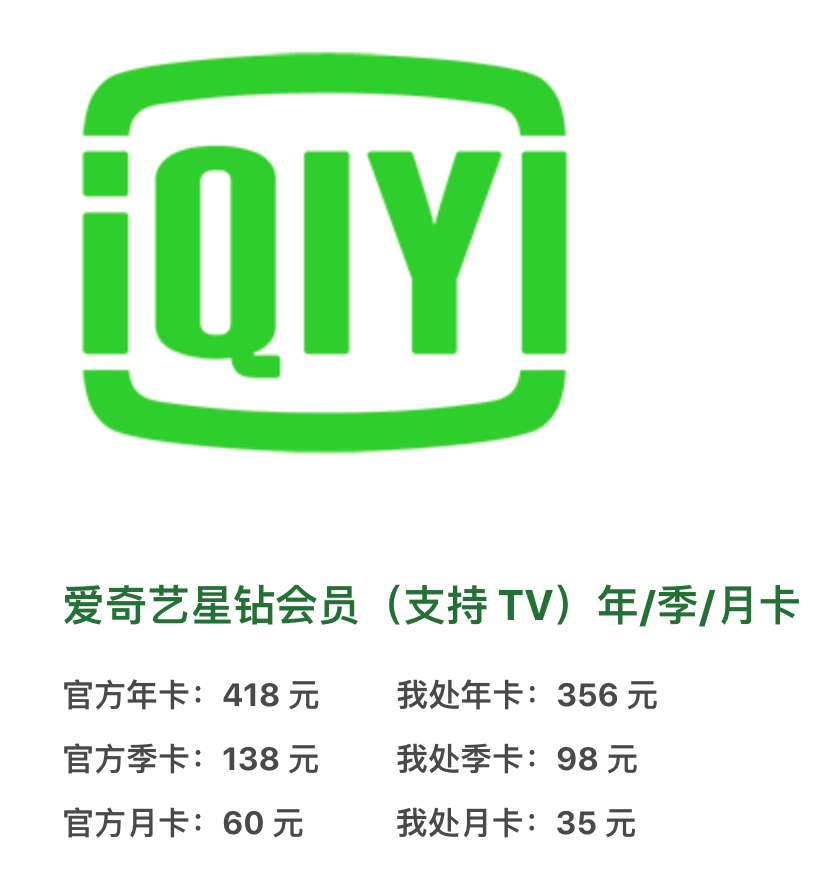 iQIYI
爱奇艺星钻会员（支持 TV）年/季/月卡
官方年卡：418 元 我处年卡：356 元
官方季卡：138 元 我处季卡：98 元
官方月卡：60 元 我处月卡：35 元